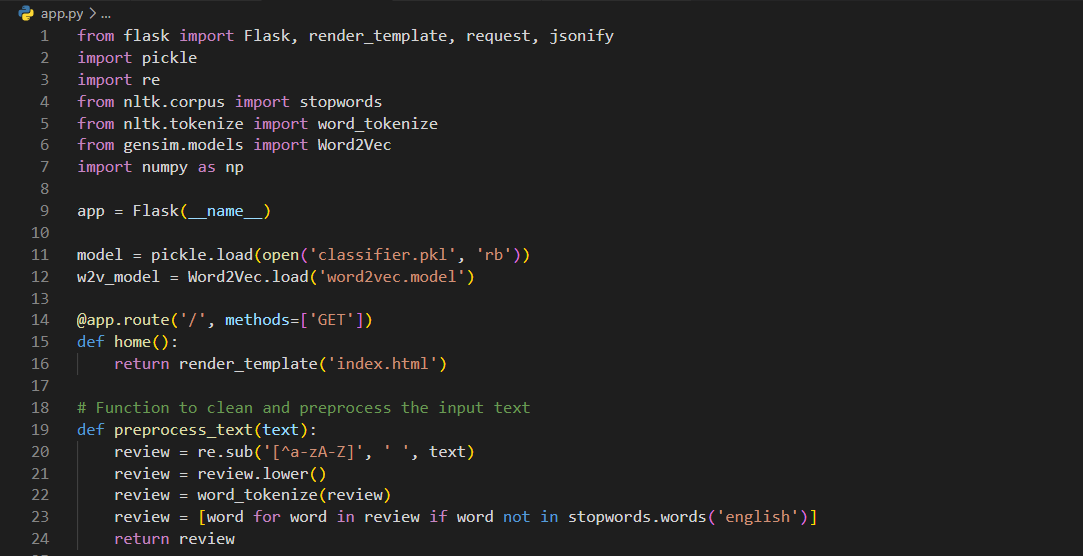 app.py > ...
1 from flask import Flask, render_template, request, jsonify
2 import pickle
3 import re
4 from nltk.corpus import stopwords
5 from nltk.tokenize import word_tokenize
6 from gensim.models import Word2Vec
7 import numpy as np
8
9 app = Flask(__name__)
10
11 model = pickle.load(open('classifier.pkl', 'rb'))
12 w2v_model = Word2Vec.load('word2vec.model')
13
14 @app.route('/', methods=['GET'])
15 def home():
16     return render_template('index.html')
17
18 # Function to clean and preprocess the input text
19 def preprocess_text(text):
20     review = re.sub('[^a-zA-Z]', ' ', text)
21     review = review.lower()
22     review = word_tokenize(review)
23     review = [word for word in review if word not in stopwords.words('english')]
24     return review